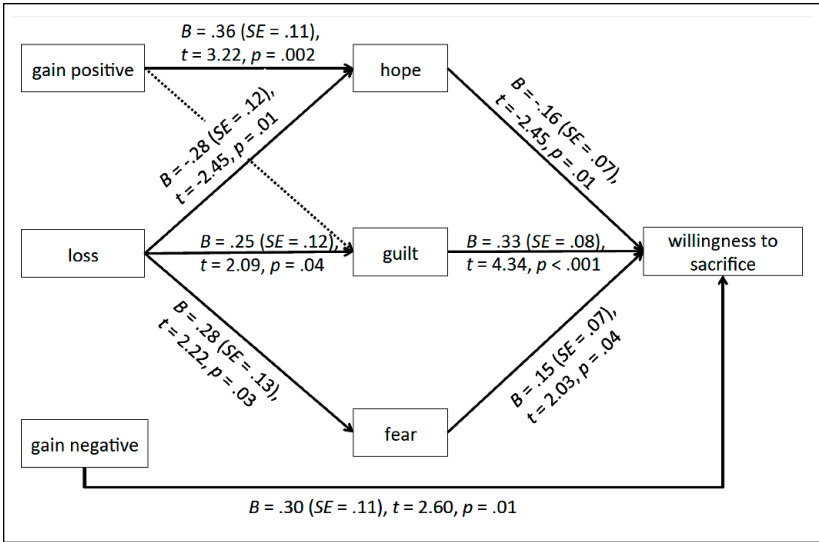 B = .36 (SE = .11),
t = 3.22, p = .002
gain positive
hope
B = -.28 (SE = .12),
t = -2.45, p = .01
B = -.16 (SE = .07),
t = -2.45, p = .01
loss
B = .25 (SE = .12),
t = 2.09, p = .04
guilt
B = .33 (SE = .08),
t = 4.34, p < .001
willingness to
sacrifice
B = .28 (SE = .13),
t = 2.22, p = .03
B = .15 (SE = .07),
t = 2.03, p = .04
fear
gain negative
B = .30 (SE = .11), t = 2.60, p = .01